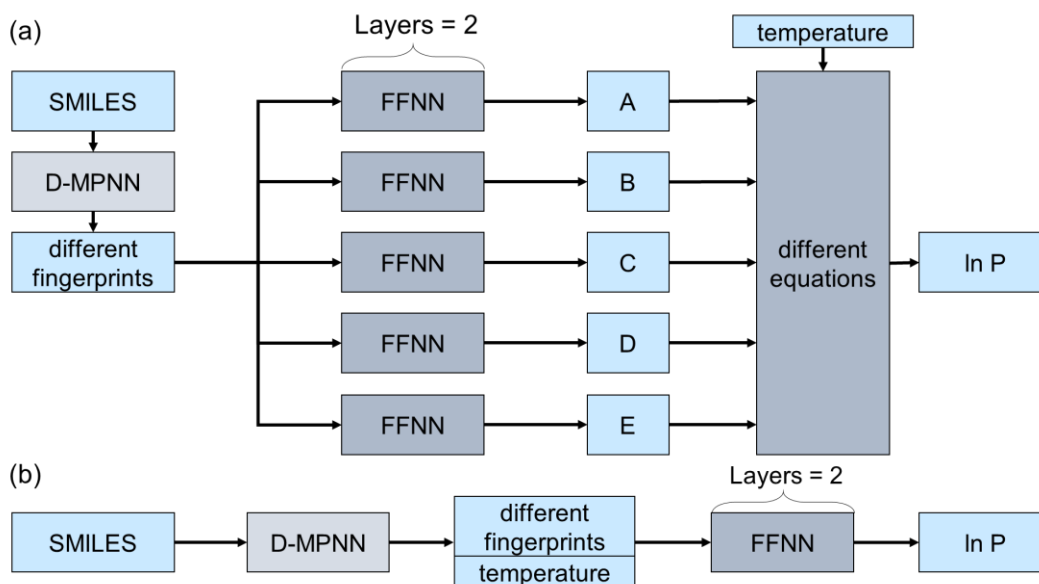 (a)
Layers = 2
temperature
SMILES
FFNN
A
D-MPNN
FFNN
B
different
fingerprints
FFNN
C
different
equations
ln P
FFNN
D
FFNN
E
(b)
Layers = 2
SMILES
D-MPNN
different
fingerprints
temperature
FFNN
ln P